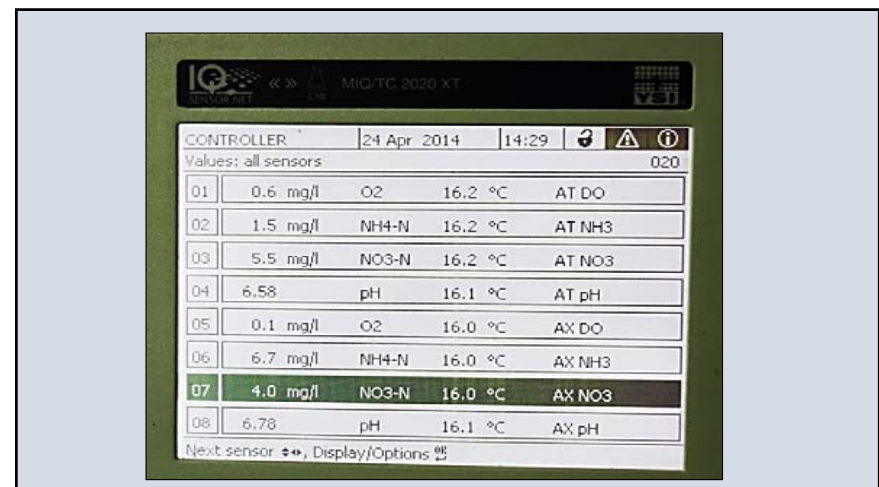 IQ « » MIQ/TC 2020 XT
SENSOR NET LAB YSI
CONTROLLER 24 Apr 2014 14:29
Values: all sensors 020
01 0.6 mg/l O2 16.2 °C AT DO
02 1.5 mg/l NH4-N 16.2 °C AT NH3
03 5.5 mg/l NO3-N 16.2 °C AT NO3
04 6.58 pH 16.1 °C AT pH
05 0.1 mg/l O2 16.0 °C AX DO
06 6.7 mg/l NH4-N 16.0 °C AX NH3
07 4.0 mg/l NO3-N 16.0 °C AX NO3
08 6.78 pH 16.1 °C AX pH
Next sensor, Display/Options OK